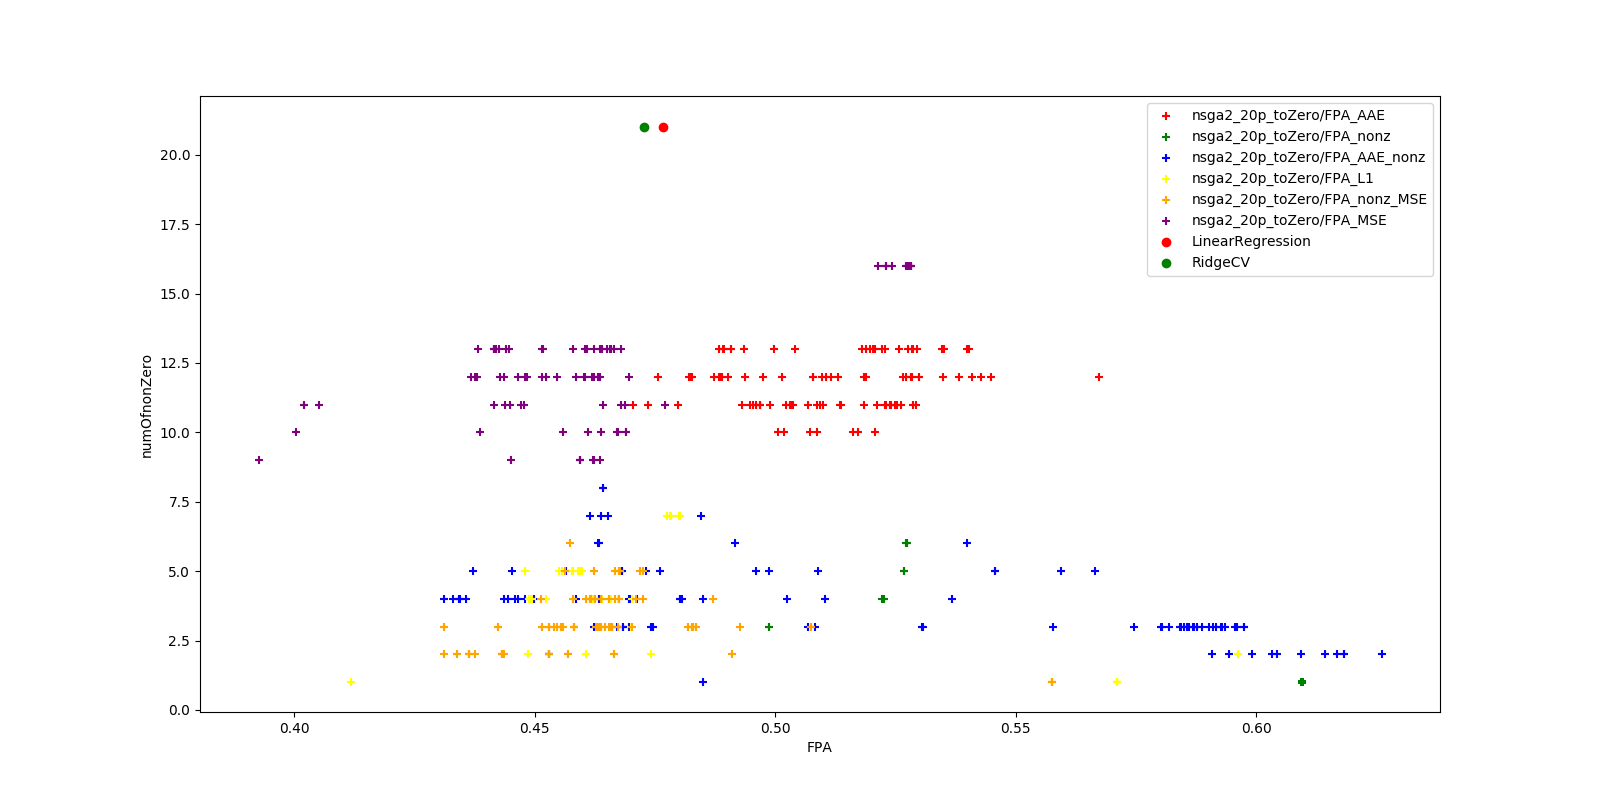 nsga2_20p_toZero/FPA_AAE
nsga2_20p_toZero/FPA_nonz
nsga2_20p_toZero/FPA_AAE_nonz
nsga2_20p_toZero/FPA_L1
nsga2_20p_toZero/FPA_nonz_MSE
nsga2_20p_toZero/FPA_MSE
LinearRegression
RidgeCV
20.0
17.5
15.0
12.5
10.0
7.5
5.0
2.5
0.0
numOfnonZero
0.40 0.45 0.50 0.55 0.60
FPA